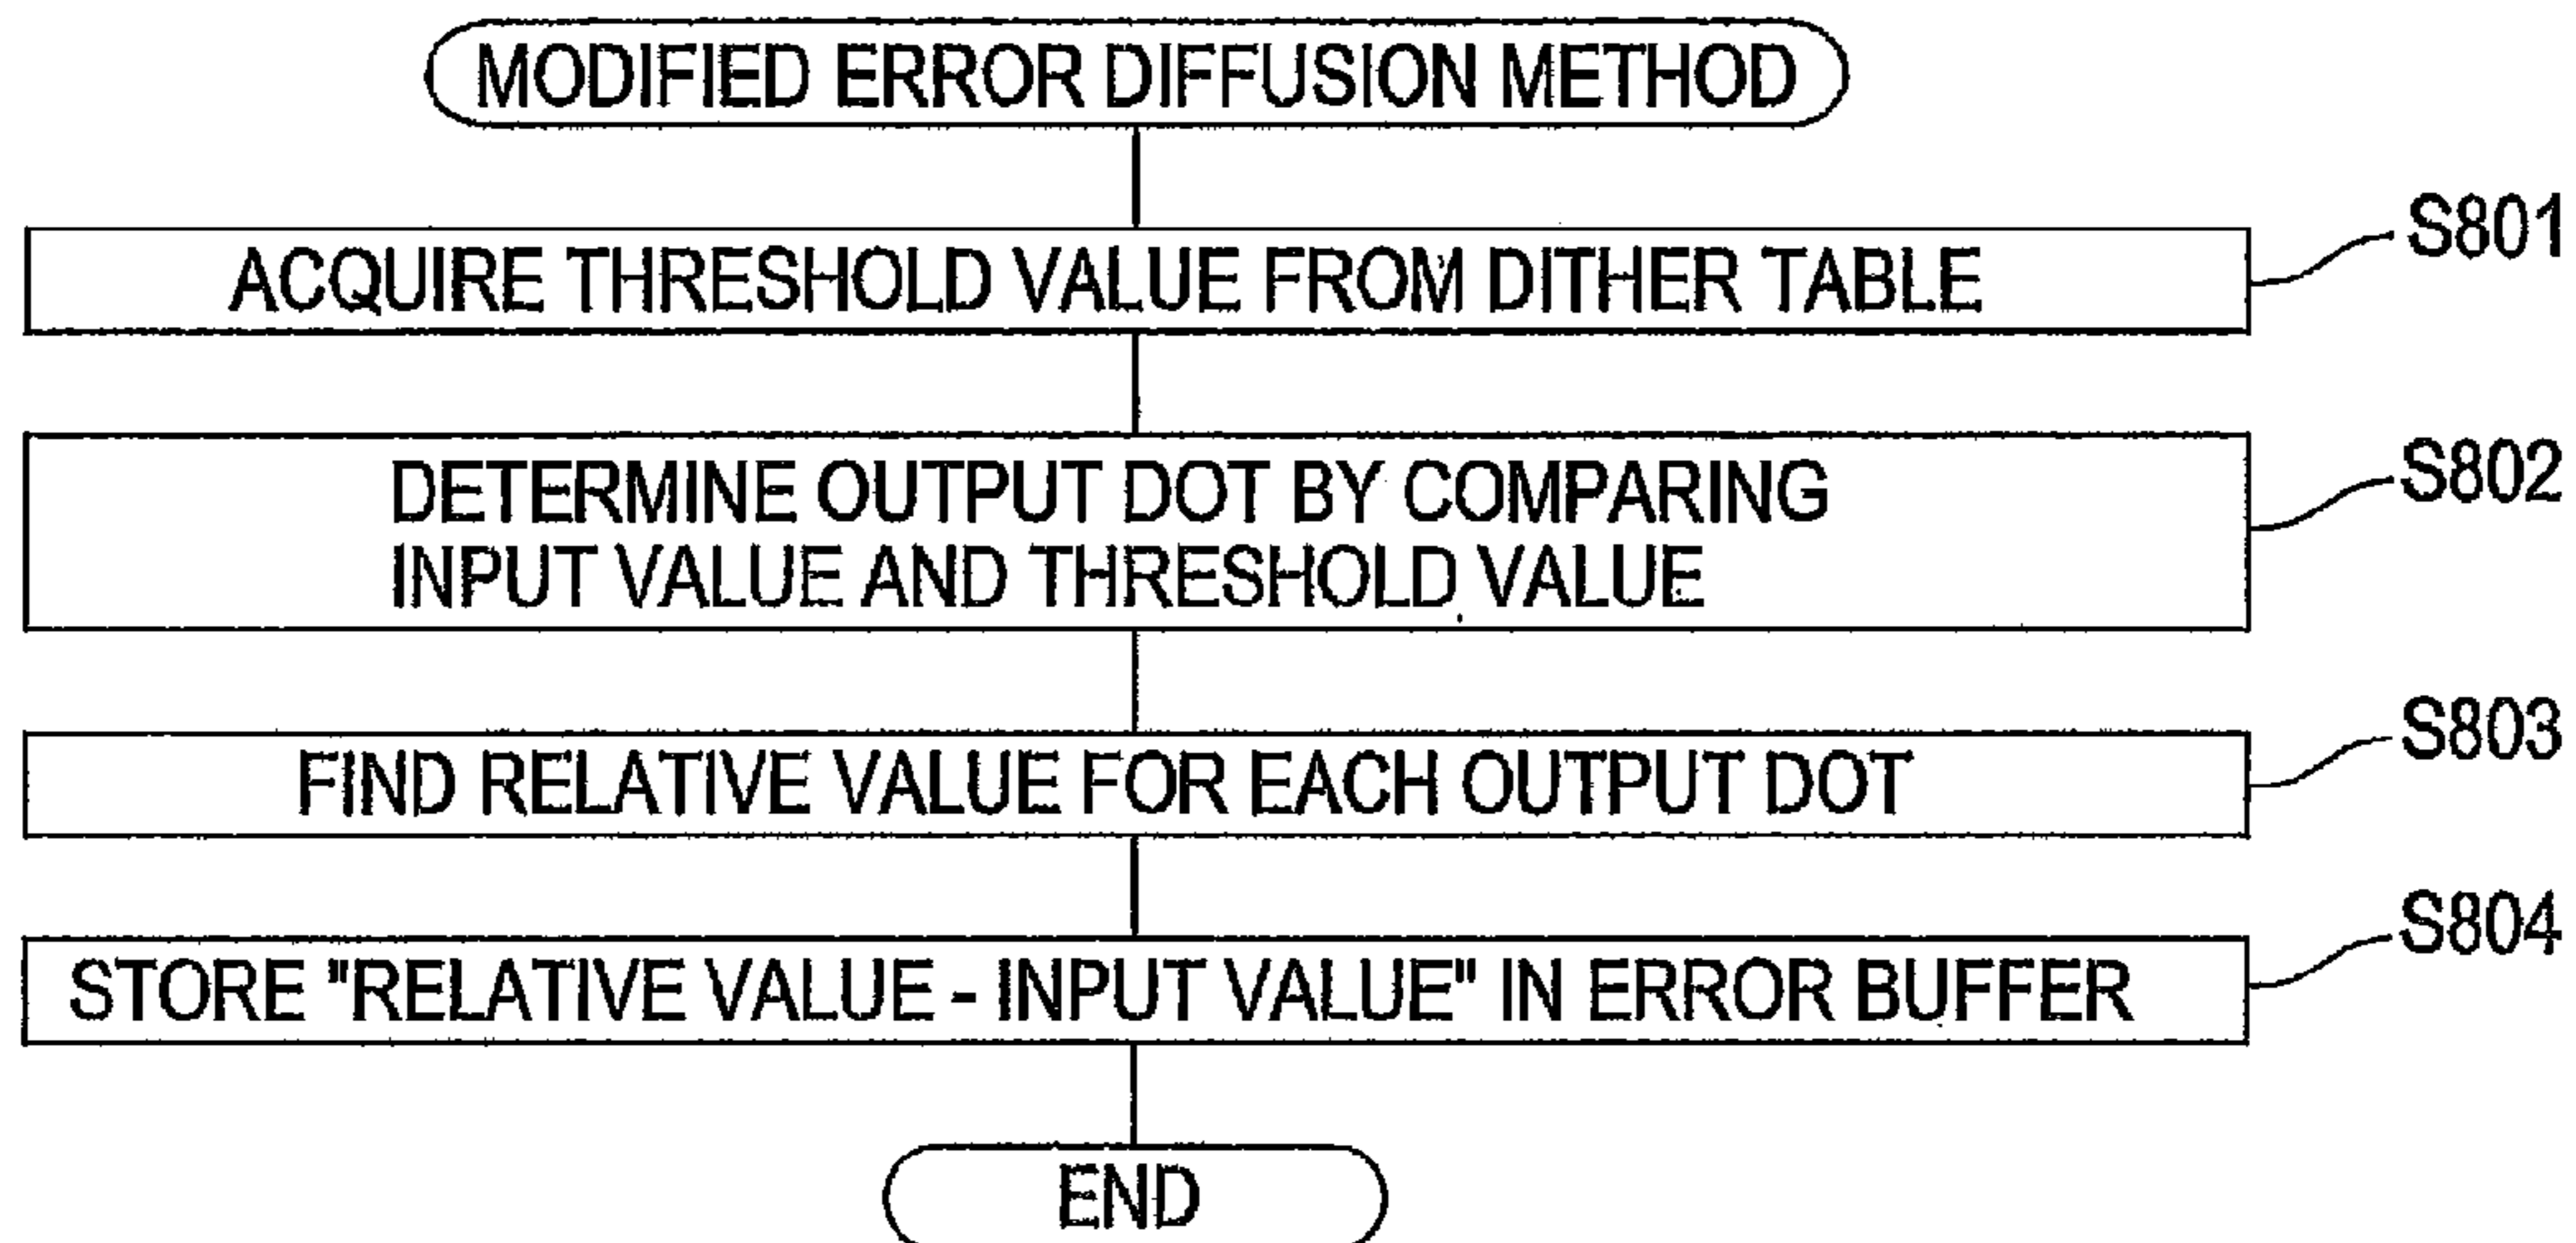 MODIFIED ERROR DIFFUSION METHOD
ACQUIRE THRESHOLD VALUE FROM DITHER TABLE
S801
DETERMINE OUTPUT DOT BY COMPARING
INPUT VALUE AND THRESHOLD VALUE
S802
FIND RELATIVE VALUE FOR EACH OUTPUT DOT
S803
STORE "RELATIVE VALUE - INPUT VALUE" IN ERROR BUFFER
S804
END